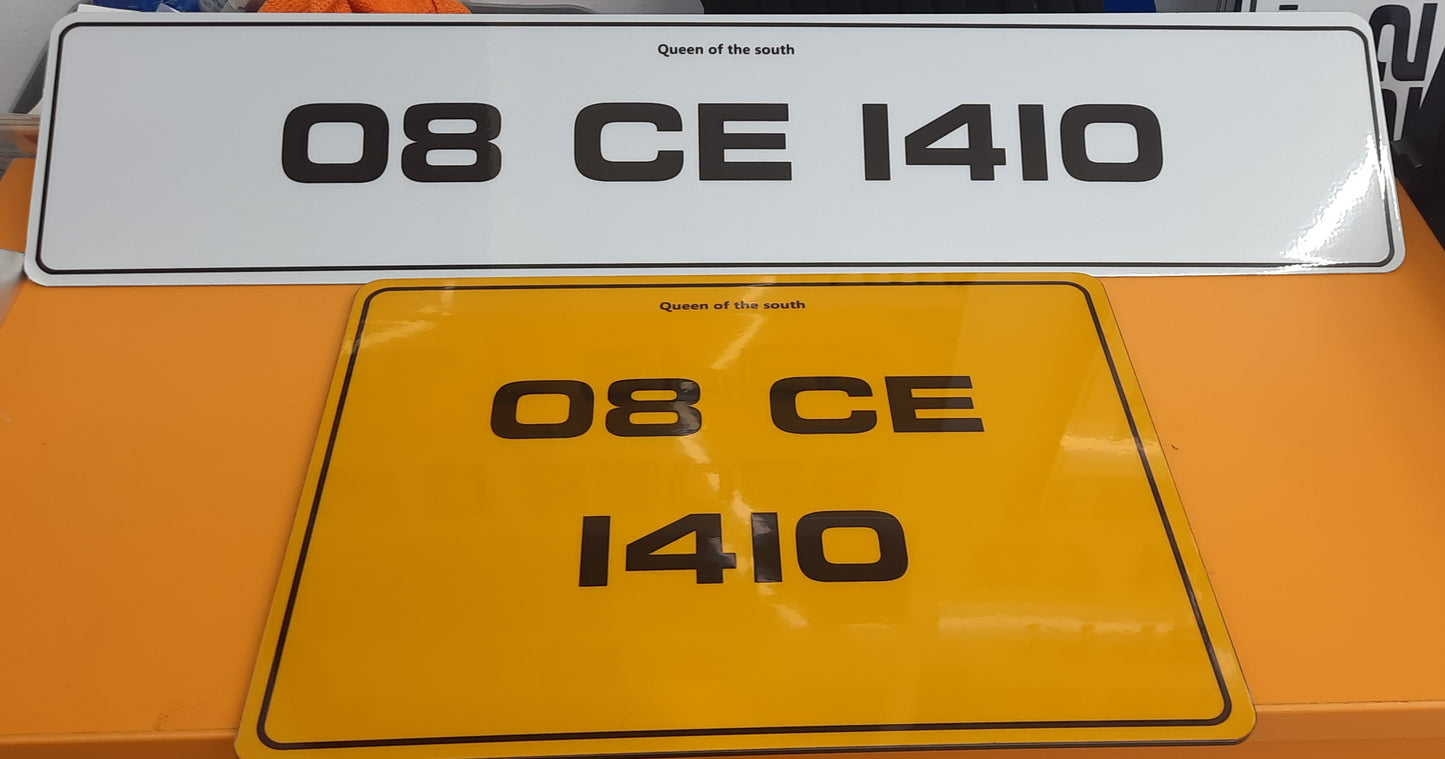 Queen of the south
08 CE 1410
Queen of the south
08 CE
1410